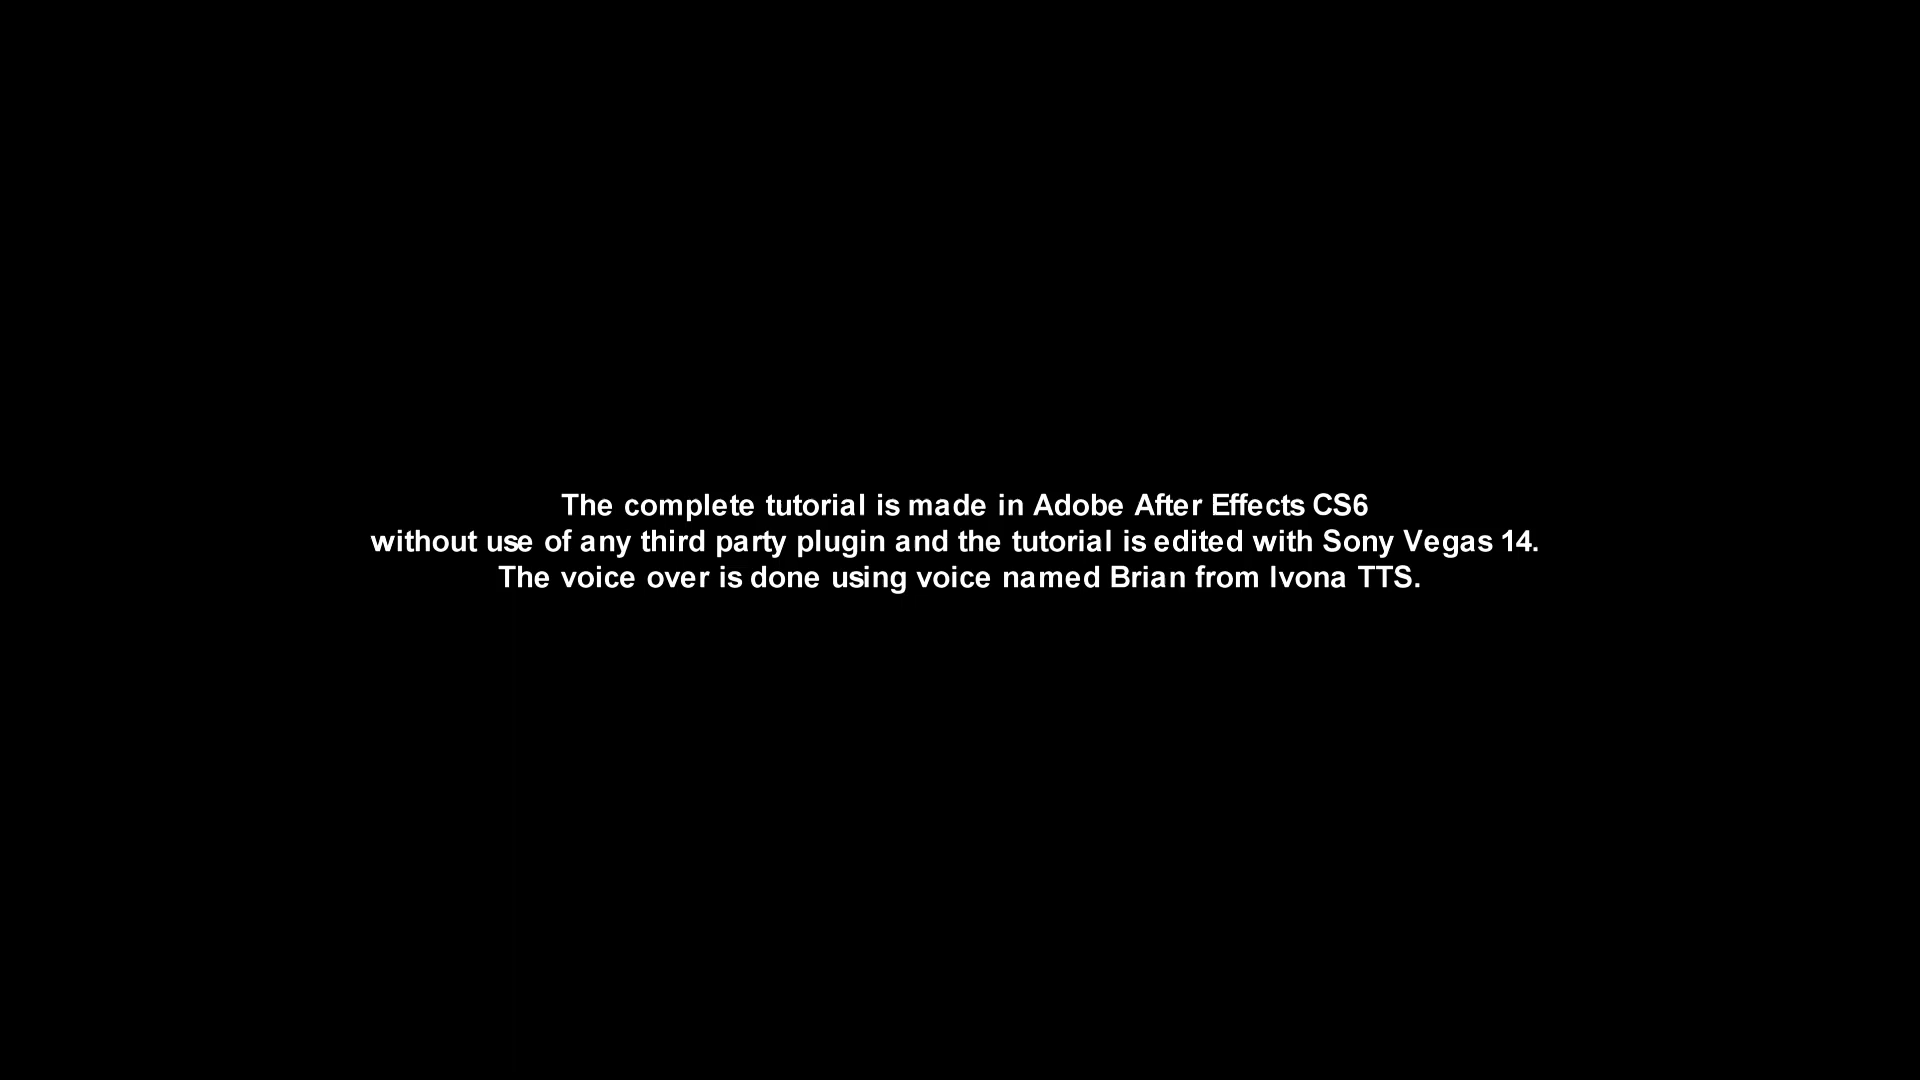 The complete tutorial is made in Adobe After Effects CS6
without use of any third party plugin and the tutorial is edited with Sony Vegas 14.
The voice over is done using voice named Brian from Ivona TTS.